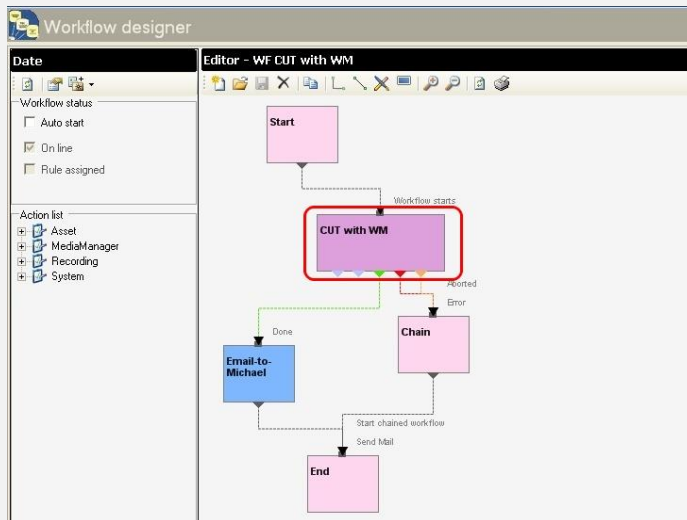 Workflow designer
Date
Workflow status
Auto start
On line
Rule assigned
Action list
Asset
MediaManager
Recording
System
Editor - WF CUT with WM
Start
Workflow starts
CUT with WM
Aborted
Error
Done
Chain
Email-to-
Michael
Start chained workflow
Send Mail
End